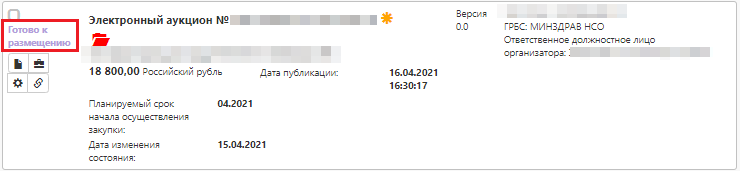 Готово к
размещению
Электронный аукцион №
18 800,00 Российский рубль
Дата публикации:
16.04.2021
16:30:17
Планируемый срок
начала осуществления
закупки:
04.2021
Дата изменения
состояния:
15.04.2021
Версия
0.0
ГРБС: МИНЗДРАВ НСО
Ответственное должностное лицо
организатора: